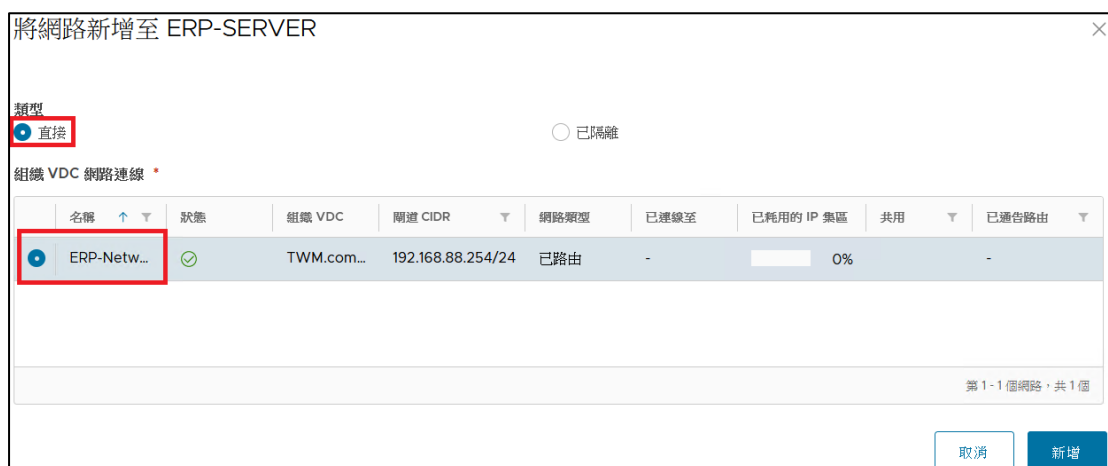 將網路新增至 ERP-SERVER
類型
直接 已隔離
組織 VDC 網路連線 *
名稱 狀態 組織 VDC 閘道 CIDR 網路類型 已連線至 已耗用的 IP 集區 共用 已通告路由
ERP-Netw... TWM.com... 192.168.88.254/24 已路由 - 0% -
第 1 - 1 個網路，共 1 個
取消 新增